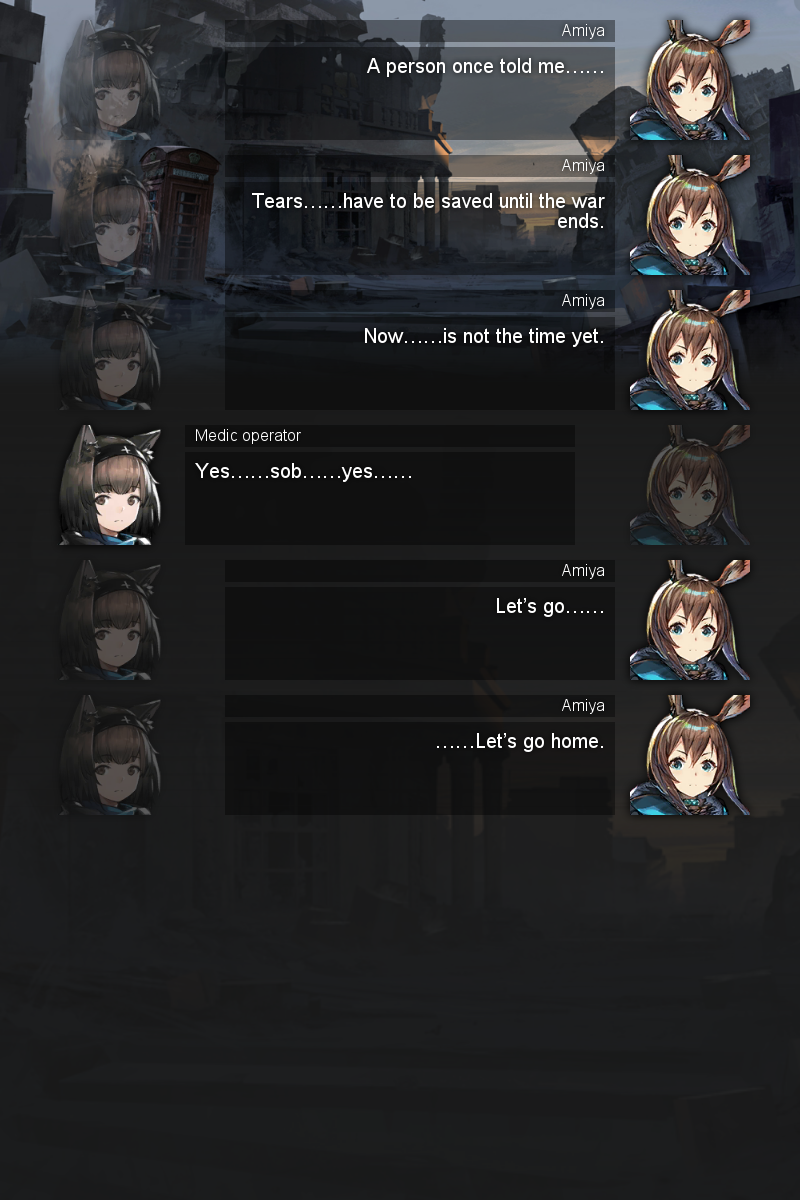 Amiya
A person once told me……
Amiya
Tears……have to be saved until the war
ends.
Amiya
Now……is not the time yet.
Medic operator
Yes……sob……yes……
Amiya
Let’s go……
Amiya
……Let’s go home.